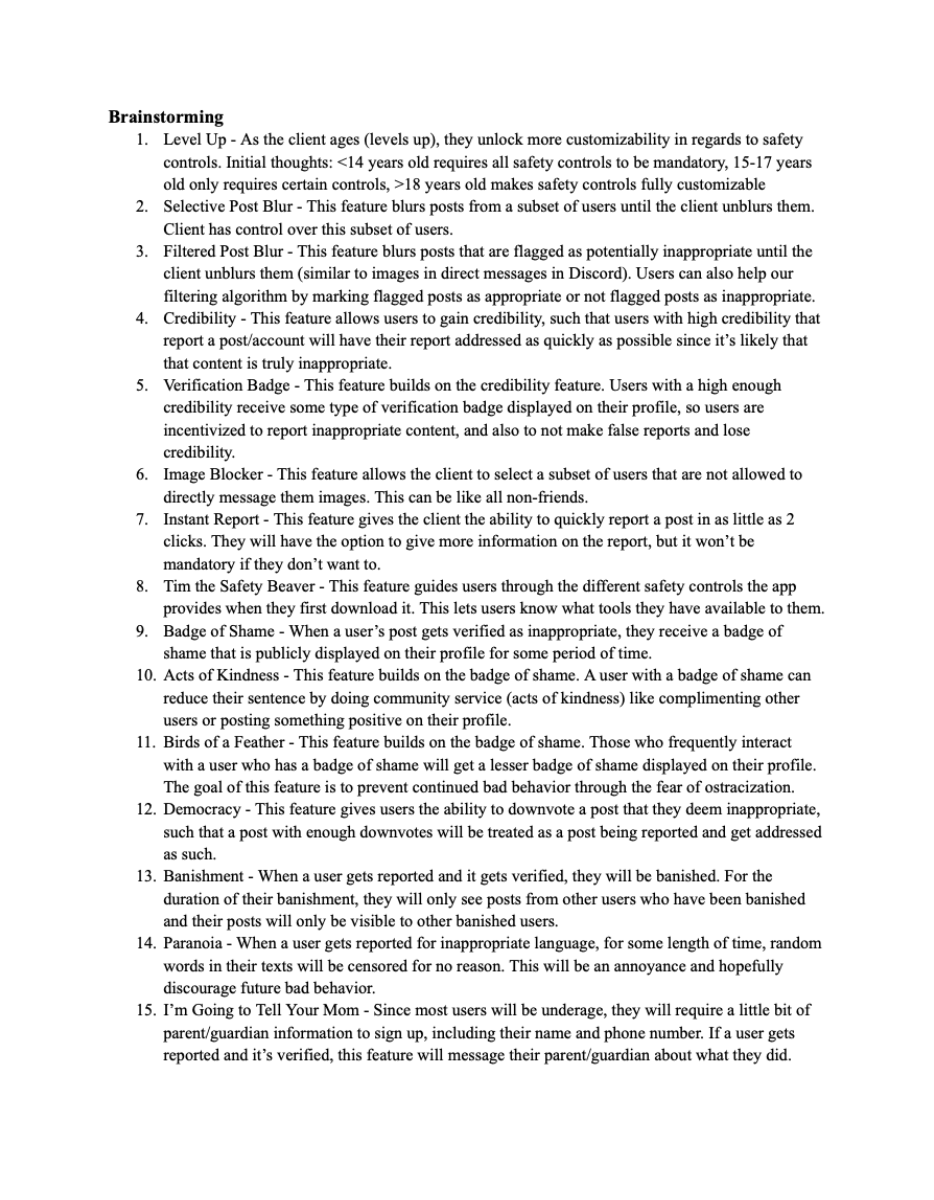 Brainstorming
1. Level Up - As the client ages (levels up), they unlock more customizability in regards to safety
controls. Initial thoughts: <14 years old requires all safety controls to be mandatory, 15-17 years
old only requires certain controls, >18 years old makes safety controls fully customizable
2. Selective Post Blur - This feature blurs posts from a subset of users until the client unblurs them.
Client has control over this subset of users.
3. Filtered Post Blur - This feature blurs posts that are flagged as potentially inappropriate until the
client unblurs them (similar to images in direct messages in Discord). Users can also help our
filtering algorithm by marking flagged posts as appropriate or not flagged posts as inappropriate.
4. Credibility - This feature allows users to gain credibility, such that users with high credibility that
report a post/account will have their report addressed as quickly as possible since it's likely that
that content is truly inappropriate.
5. Verification Badge - This feature builds on the credibility feature. Users with a high enough
credibility receive some type of verification badge displayed on their profile, so users are
incentivized to report inappropriate content, and also to not make false reports and lose
credibility.
6. Image Blocker - This feature allows the client to select a subset of users that are not allowed to
directly message them images. This can be like all non-friends.
7. Instant Report - This feature gives the client the ability to quickly report a post in as little as 2
clicks. They will have the option to give more information on the report, but it won't be
mandatory if they don't want to.
8. Tim the Safety Beaver - This feature guides users through the different safety controls the app
provides when they first download it. This lets users know what tools they have available to them.
9. Badge of Shame - When a user's post gets verified as inappropriate, they receive a badge of
shame that is publicly displayed on their profile for some period of time.
10. Acts of Kindness - This feature builds on the badge of shame. A user with a badge of shame can
reduce their sentence by doing community service (acts of kindness) like complimenting other
users or posting something positive on their profile.
11. Birds of a Feather - This feature builds on the badge of shame. Those who frequently interact
with a user who has a badge of shame will get a lesser badge of shame displayed on their profile.
The goal of this feature is to prevent continued bad behavior through the fear of ostracization.
12. Democracy - This feature gives users the ability to downvote a post that they deem inappropriate,
such that a post with enough downvotes will be treated as a post being reported and get addressed
as such.
13. Banishment - When a user gets reported and it gets verified, they will be banished. For the
duration of their banishment, they will only see posts from other users who have been banished
and their posts will only be visible to other banished users.
14. Paranoia - When a user gets reported for inappropriate language, for some length of time, random
words in their texts will be censored for no reason. This will be an annoyance and hopefully
discourage future bad behavior.
15. I'm Going to Tell Your Mom - Since most users will be underage, they will require a little bit of
parent/guardian information to sign up, including their name and phone number. If a user gets
reported and it's verified, this feature will message their parent/guardian about what they did.